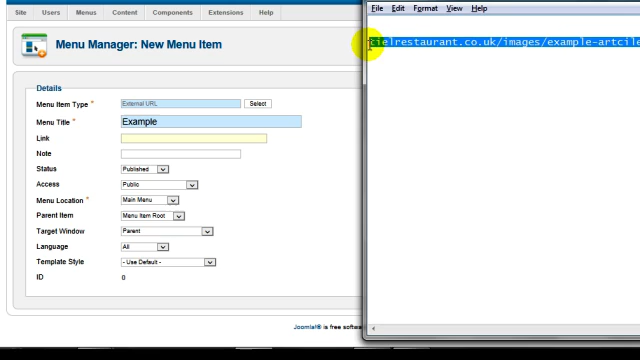 Site Users Menus Content Components Extensions Help
Menu Manager: New Menu Item
Details
Menu Item Type * External URL Select
Menu Title * Example
Link
Note
Status Published
Access Public
Menu Location * Main Menu
Parent Item Menu Item Root
Target Window Parent
Language All
Template Style - Use Default -
ID 0
Joomla!® is free softwa
File Edit Format View Help
cielrestaurant.co.uk/images/example-artcile